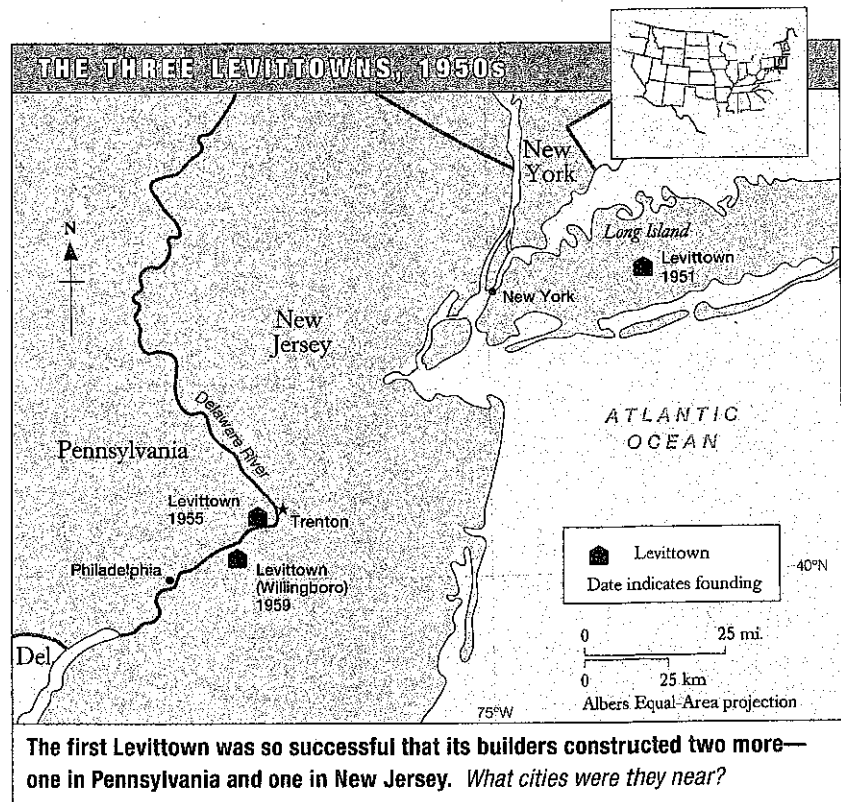 THE THREE LEVITTOWNS, 1950s
New
York
Long Island
Levittown
1951
N
New York
New
Jersey
Delaware River
ATLANTIC
OCEAN
Pennsylvania
Levittown
1955
Trenton
Philadelphia
Levittown
(Willingboro)
1959
Levittown
Date indicates founding
40°N
0 25 mi.
0 25 km
Albers Equal-Area projection
Del.
75°W
The first Levittown was so successful that its builders constructed two more—
one in Pennsylvania and one in New Jersey. What cities were they near?